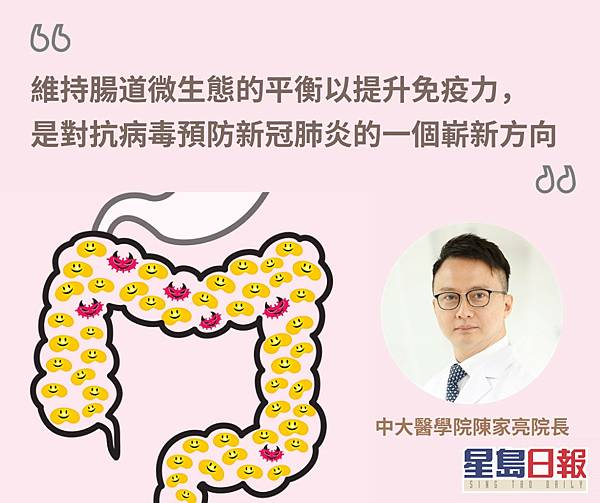 維持腸道微生態的平衡以提升免疫力，
是對抗病毒預防新冠肺炎的一個嶄新方向
中大醫學院陳家亮院長
星島日報
SING TAO DAILY